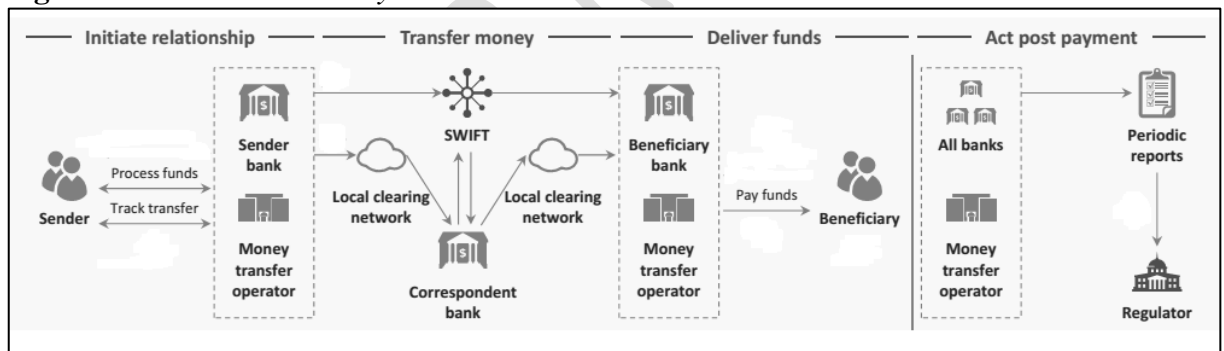 Initiate relationship
Transfer money
Deliver funds
Act post payment
Sender
Process funds
Track transfer
Sender
bank
Money
transfer
operator
SWIFT
Local clearing
network
Local clearing
network
Correspondent
bank
Beneficiary
bank
Money
transfer
operator
Pay funds
Beneficiary
All banks
Money
transfer
operator
Periodic
reports
Regulator